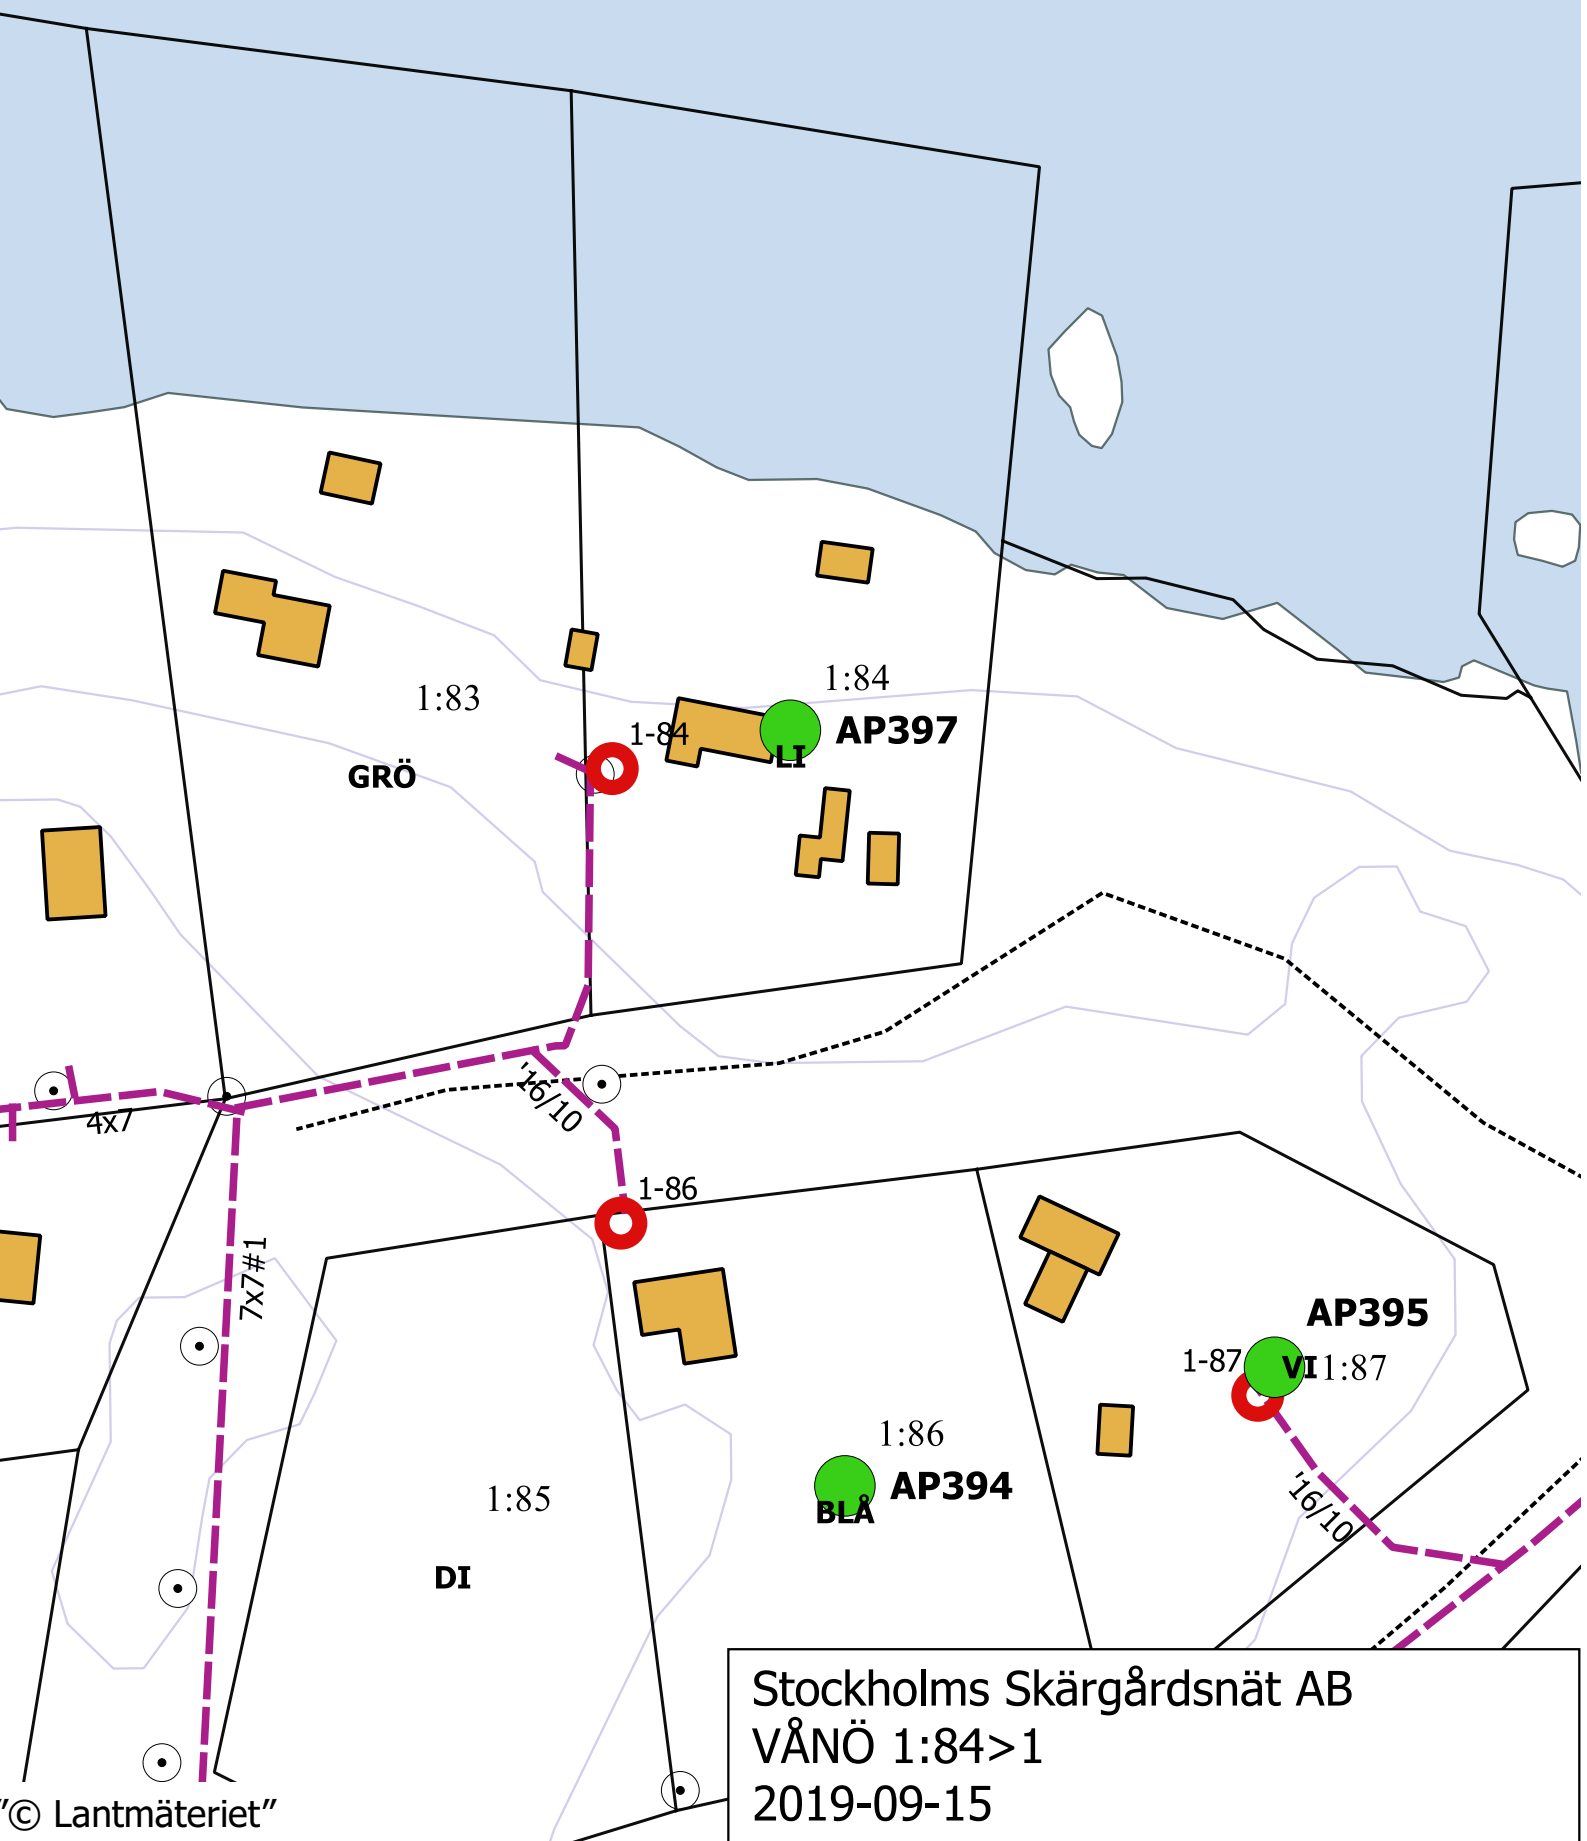 1:84
1:83
1-84
AP397
LI
GRÖ
4x7
'16/10
1-86
7x7#1
AP395
1-87
VI
1:87
1:86
AP394
BLÅ
1:85
'16/10
DI
Stockholms Skärgårdsnät AB
VÅNÖ 1:84>1
2019-09-15
"© Lantmäteriet"